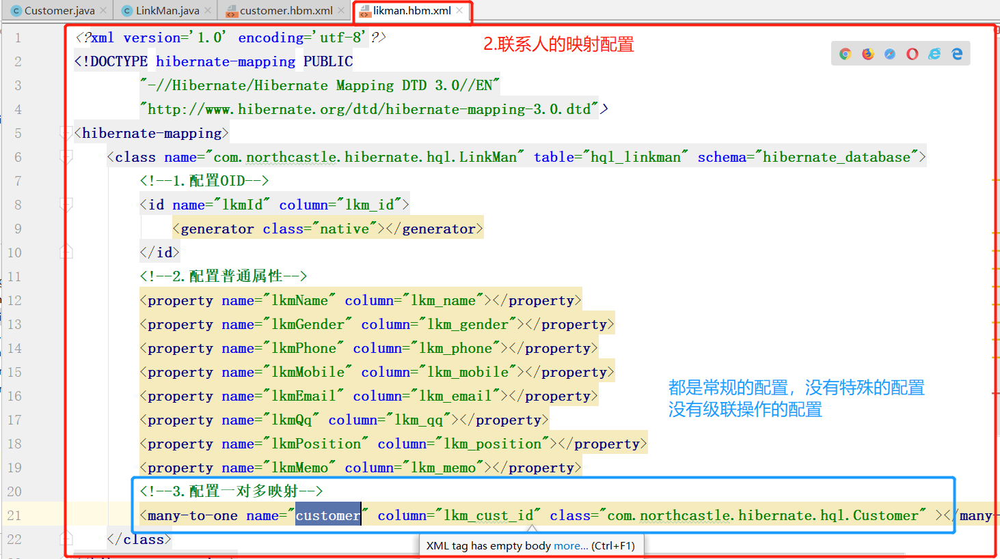 Customer.java
LinkMan.java
customer.hbm.xml
likman.hbm.xml
2.联系人的映射配置
1 <?xml version='1.0' encoding='utf-8'?>
2 <!DOCTYPE hibernate-mapping PUBLIC
3 "-//Hibernate/Hibernate Mapping DTD 3.0//EN"
4 "http://www.hibernate.org/dtd/hibernate-mapping-3.0.dtd">
5 <hibernate-mapping>
6 <class name="com.northcastle.hibernate.hql.LinkMan" table="hql_linkman" schema="hibernate_database">
7 <!--1.配置OID-->
8 <id name="lkmId" column="lkm_id">
9 <generator class="native"></generator>
10 </id>
11 <!--2.配置普通属性-->
12 <property name="lkmName" column="lkm_name"></property>
13 <property name="lkmGender" column="lkm_gender"></property>
14 <property name="lkmPhone" column="lkm_phone"></property>
15 <property name="lkmMobile" column="lkm_mobile"></property>
16 <property name="lkmEmail" column="lkm_email"></property>
17 <property name="lkmQq" column="lkm_qq"></property>
18 <property name="lkmPosition" column="lkm_position"></property>
19 <property name="lkmMemo" column="lkm_memo"></property>
都是常规的配置，没有特殊的配置
没有级联操作的配置
20 <!--3.配置一对多映射-->
21 <many-to-one name="customer" column="lkm_cust_id" class="com.northcastle.hibernate.hql.Customer" ></many-
22 </class>
XML tag has empty body more... (Ctrl+F1)